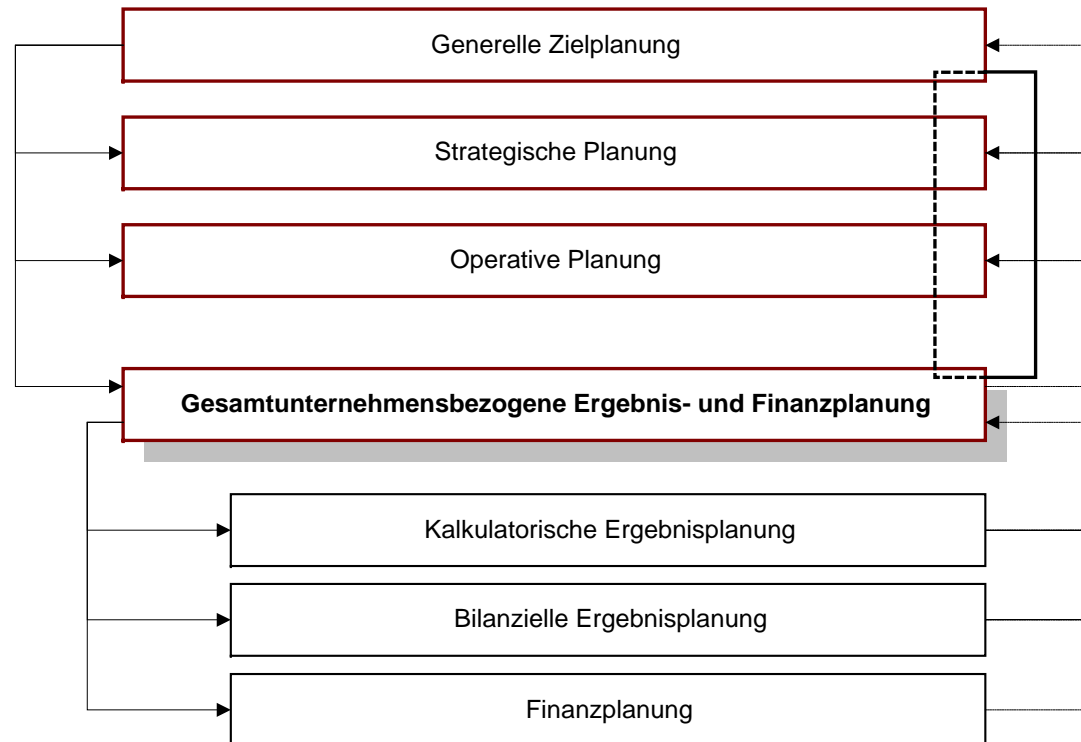 Generelle Zielplanung
Strategische Planung
Operative Planung
Gesamtunternehmensbezogene Ergebnis- und Finanzplanung
Kalkulatorische Ergebnisplanung
Bilanzielle Ergebnisplanung
Finanzplanung